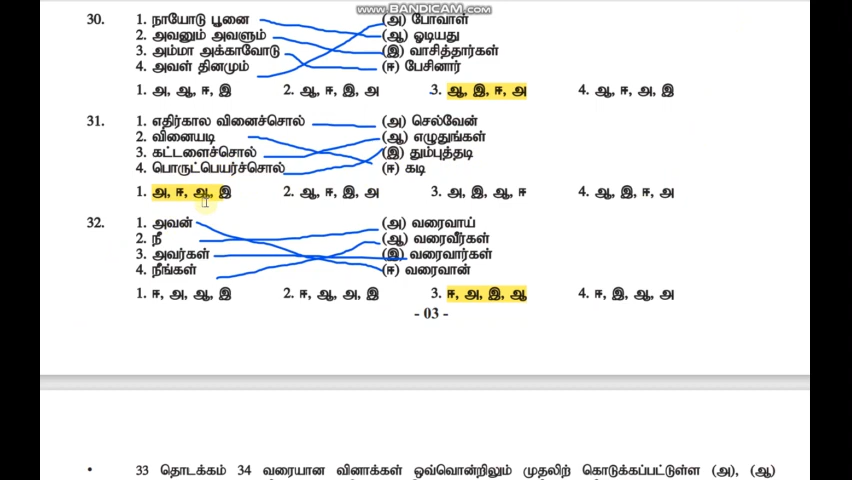 www.BANDICAM.com
30. 1. நாயோடு பூனை (அ) போவாள்
2. அவனும் அவளும் (ஆ) ஓடியது
3. அம்மா அக்காவோடு (இ) வாசித்தார்கள்
4. அவள் தினமும் (ஈ) பேசினார்
1. அ, ஆ, ஈ, இ 2. ஆ, ஈ, இ, அ 3. ஆ, இ, ஈ, அ 4. ஆ, ஈ, அ, இ
31. 1. எதிர்கால வினைச்சொல் (அ) செல்வேன்
2. வினையடி (ஆ) எழுதுங்கள்
3. கட்டளைச்சொல் (இ) தும்புத்தடி
4. பொருட்பெயர்ச்சொல் (ஈ) கடி
1. அ, ஈ, ஆ, இ 2. ஆ, ஈ, இ, அ 3. அ, இ, ஆ, ஈ 4. ஆ, இ, ஈ, அ
32. 1. அவன் (அ) வரைவாய்
2. நீ (ஆ) வரைவீர்கள்
3. அவர்கள் (இ) வரைவார்கள்
4. நீங்கள் (ஈ) வரைவான்
1. ஈ, அ, ஆ, இ 2. ஈ, ஆ, அ, இ 3. ஈ, அ, இ, ஆ 4. ஈ, இ, ஆ, அ
- 03 -
• 33 தொடக்கம் 34 வரையான வினாக்கள் ஒவ்வொன்றிலும் முதலிற் கொடுக்கப்பட்டுள்ள (அ), (ஆ)